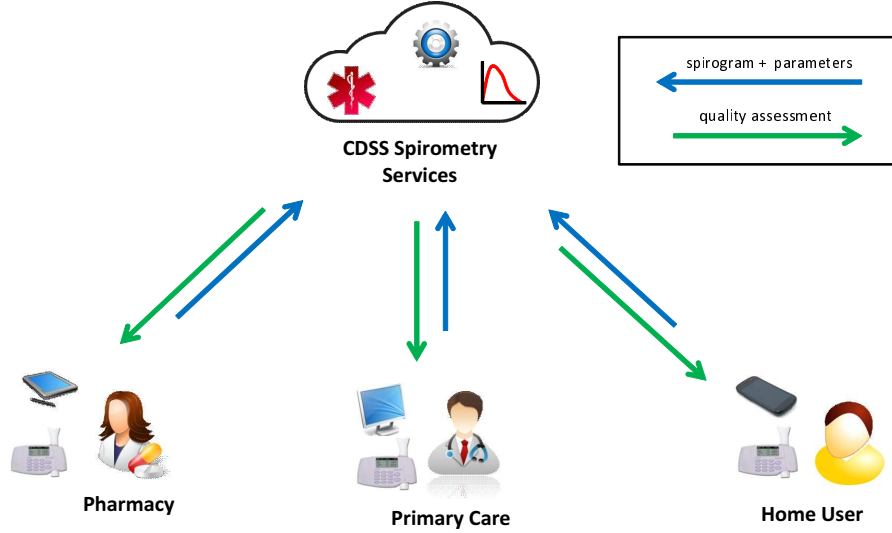 spirogram + parameters
quality assessment
CDSS Spirometry
Services
Pharmacy
Primary Care
Home User